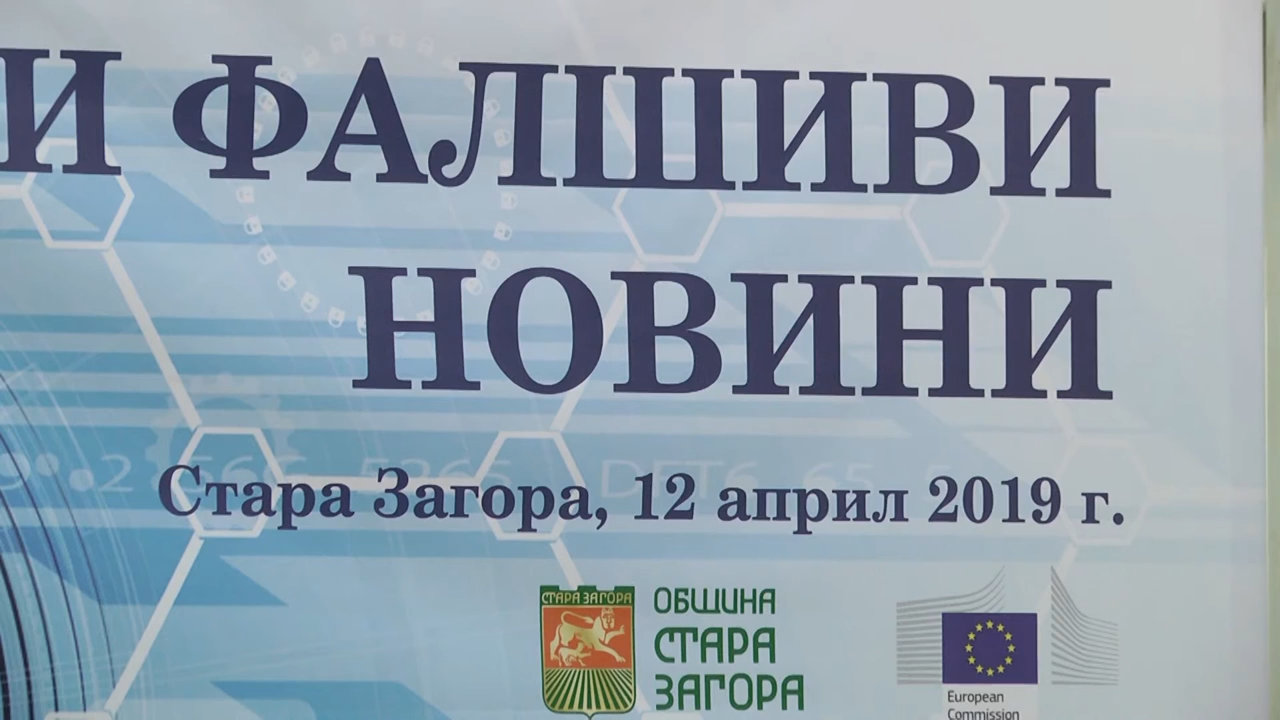 И ФАЛШИВИ
НОВИНИ
Стара Загора, 12 април 2019 г.
СТАРА ЗАГОРА
ОБЩИНА
СТАРА
ЗАГОРА
European
Commission